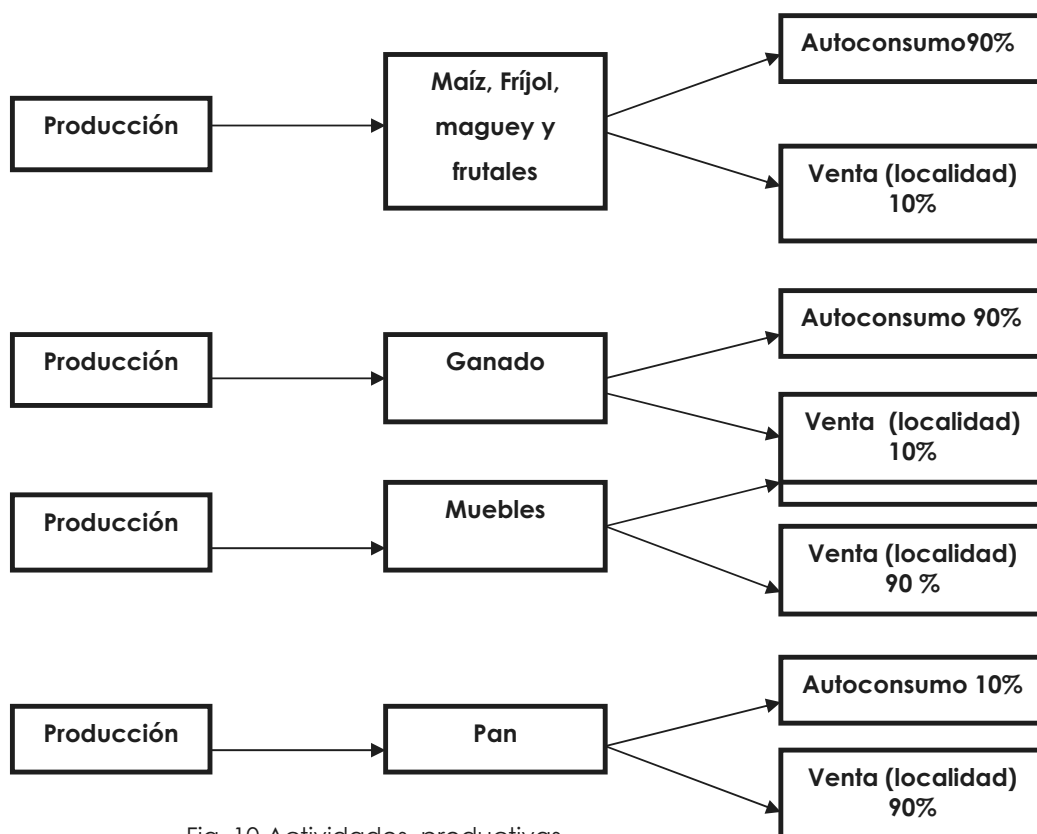 Producción
Maíz, Fríjol,
maguey y
frutales
Autoconsumo90%
Venta (localidad)
10%
Producción
Ganado
Autoconsumo 90%
Venta (localidad)
10%
Producción
Muebles
Venta (localidad)
90 %
Producción
Pan
Autoconsumo 10%
Venta (localidad)
90%
Fig. 10 Actividades productivas